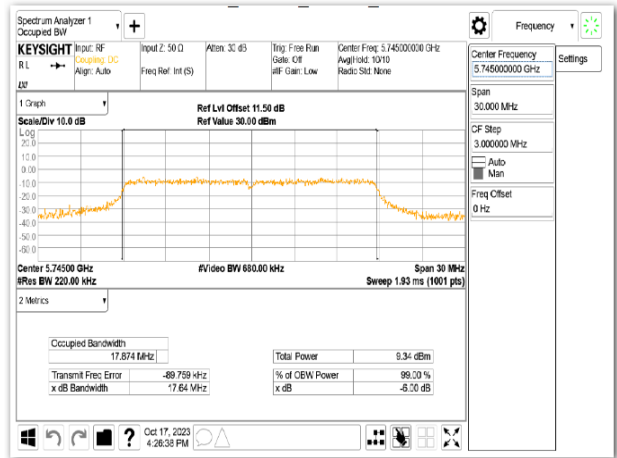 Spectrum Analyzer 1
Occupied BW
Frequency
KEYSIGHT
Input: RF
Coupling: DC
Align: Auto
Input Z: 50 Ω
Freq Ref: Int (S)
Atten: 30 dB
Trig: Free Run
Gate: Off
#IF Gain: Low
Center Freq: 5.745000000 GHz
Avg|Hold: 10/10
Radio Std: None
R L
LXI
Center Frequency
5.745000000 GHz
Settings
Span
30.000 MHz
CF Step
3.000000 MHz
Auto
Man
Freq Offset
0 Hz
1 Graph
Scale/Div 10.0 dB
Ref Lvl Offset 11.50 dB
Ref Value 30.00 dBm
Log
20.0
10.0
0.00
-10.0
-20.0
-30.0
-40.0
-50.0
-60.0
Center 5.74500 GHz
#Res BW 220.00 kHz
#Video BW 680.00 kHz
Span 30 MHz
Sweep 1.93 ms (1001 pts)
2 Metrics
Occupied Bandwidth
17.874 MHz
Transmit Freq Error -89.759 kHz
x dB Bandwidth 17.64 MHz
Total Power 9.34 dBm
% of OBW Power 99.00 %
x dB -6.00 dB
?
Oct 17, 2023
4:26:38 PM